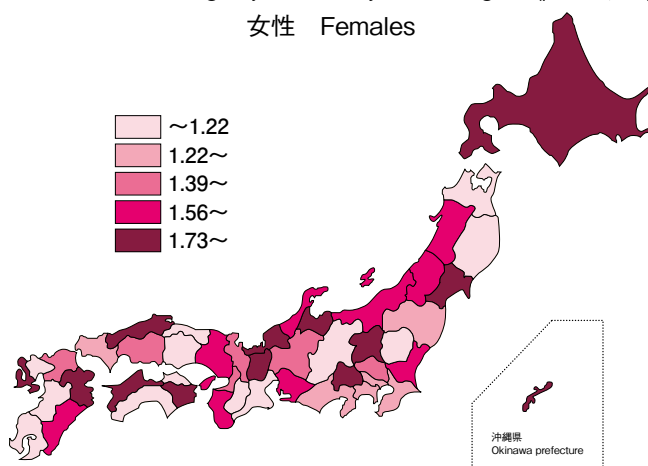 女性 Females
～1.22
1.22～
1.39～
1.56～
1.73～
沖縄県
Okinawa prefecture